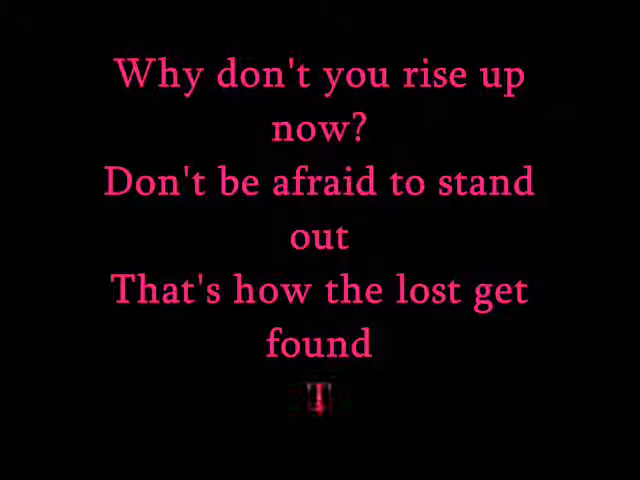 Why don't you rise up
now?
Don't be afraid to stand
out
That's how the lost get
found